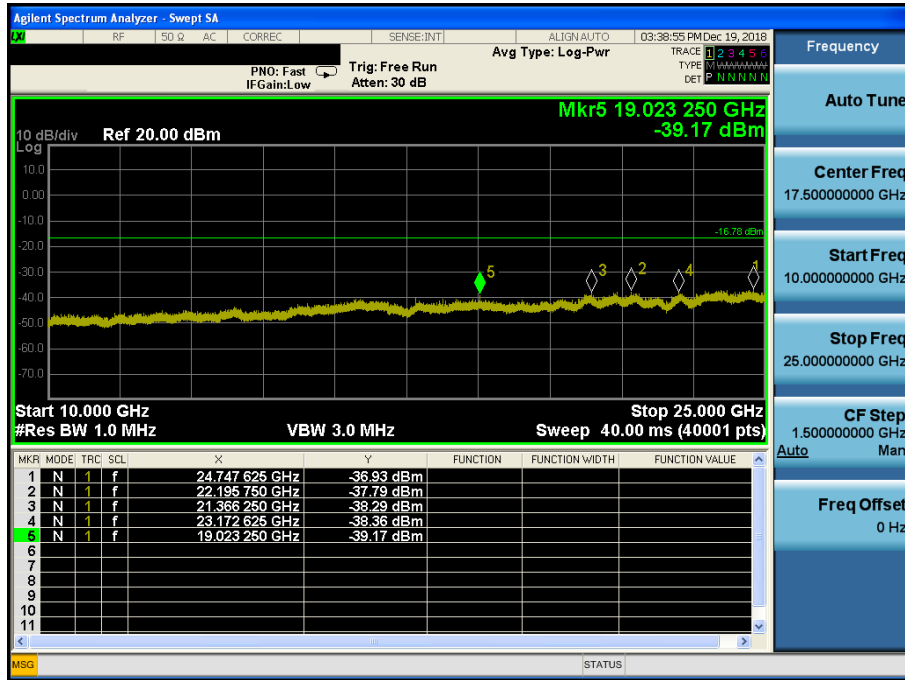 Agilent Spectrum Analyzer - Swept SA
LXI RF 50 Ω AC CORREC SENSE:INT ALIGN AUTO 03:38:55 PM Dec 19, 2018
PNO: Fast
IFGain:Low
Trig: Free Run
Atten: 30 dB
Avg Type: Log-Pwr
TRACE 1 2 3 4 5 6
TYPE M WWWWW
DET P N N N N N
Mkr5 19.023 250 GHz
-39.17 dBm
10 dB/div Ref 20.00 dBm
Log
10.0
0.00
-10.0
-16.78 dBm
-20.0
-30.0
-40.0
-50.0
-60.0
-70.0
5 3 2 4 1
Start 10.000 GHz Stop 25.000 GHz
#Res BW 1.0 MHz VBW 3.0 MHz Sweep 40.00 ms (40001 pts)
MKR MODE TRC SCL X Y FUNCTION FUNCTION WIDTH FUNCTION VALUE
1 N 1 f 24.747 625 GHz -36.93 dBm
2 N 1 f 22.195 750 GHz -37.79 dBm
3 N 1 f 21.366 250 GHz -38.29 dBm
4 N 1 f 23.172 625 GHz -38.36 dBm
5 N 1 f 19.023 250 GHz -39.17 dBm
6
7
8
9
10
11
MSG STATUS
Frequency
Auto Tune
Center Freq
17.500000000 GHz
Start Freq
10.000000000 GHz
Stop Freq
25.000000000 GHz
CF Step
1.500000000 GHz
Auto Man
Freq Offset
0 Hz